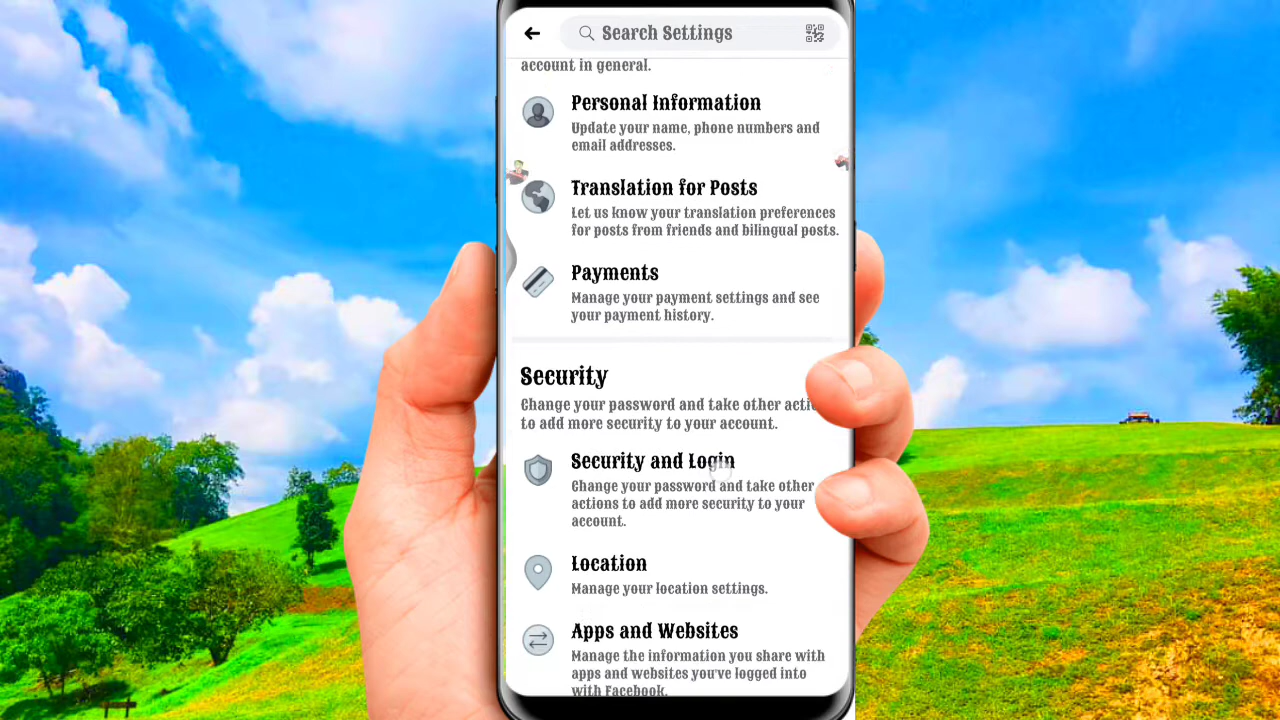 Search Settings
account in general.
Personal Information
Update your name, phone numbers and
email addresses.
Translation for Posts
Let us know your translation preferences
for posts from friends and bilingual posts.
Payments
Manage your payment settings and see
your payment history.
Security
Change your password and take other acti
to add more security to your account.
Security and Login
Change your password and take other
actions to add more security to your
account.
Location
Manage your location settings.
Apps and Websites
Manage the information you share with
apps and websites you've logged into
with Facebook.